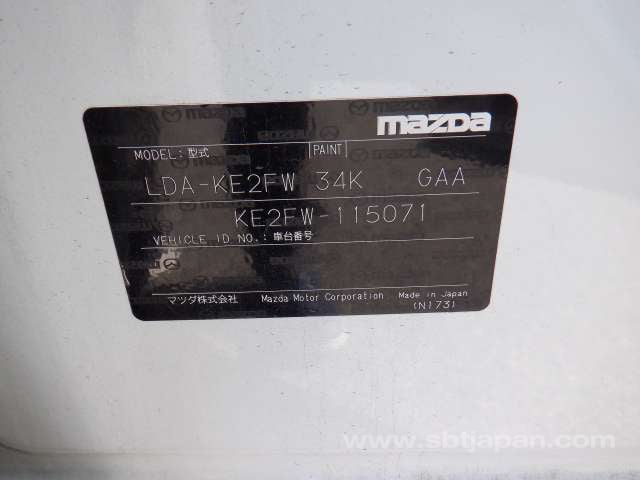 mazda
MODEL: 型式 PAINT
LDA-KE2FW 34K GAA
KE2FW-115071
VEHICLE ID NO.: 車台番号
マツダ株式会社 Mazda Motor Corporation Made in Japan
(N173)
www.sbtjapan.com